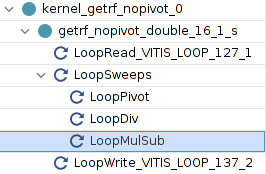 kernel_getrf_nopivot_0
getrf_nopivot_double_16_1_s
LoopRead_VITIS_LOOP_127_1
LoopSweeps
LoopPivot
LoopDiv
LoopMulSub
LoopWrite_VITIS_LOOP_137_2